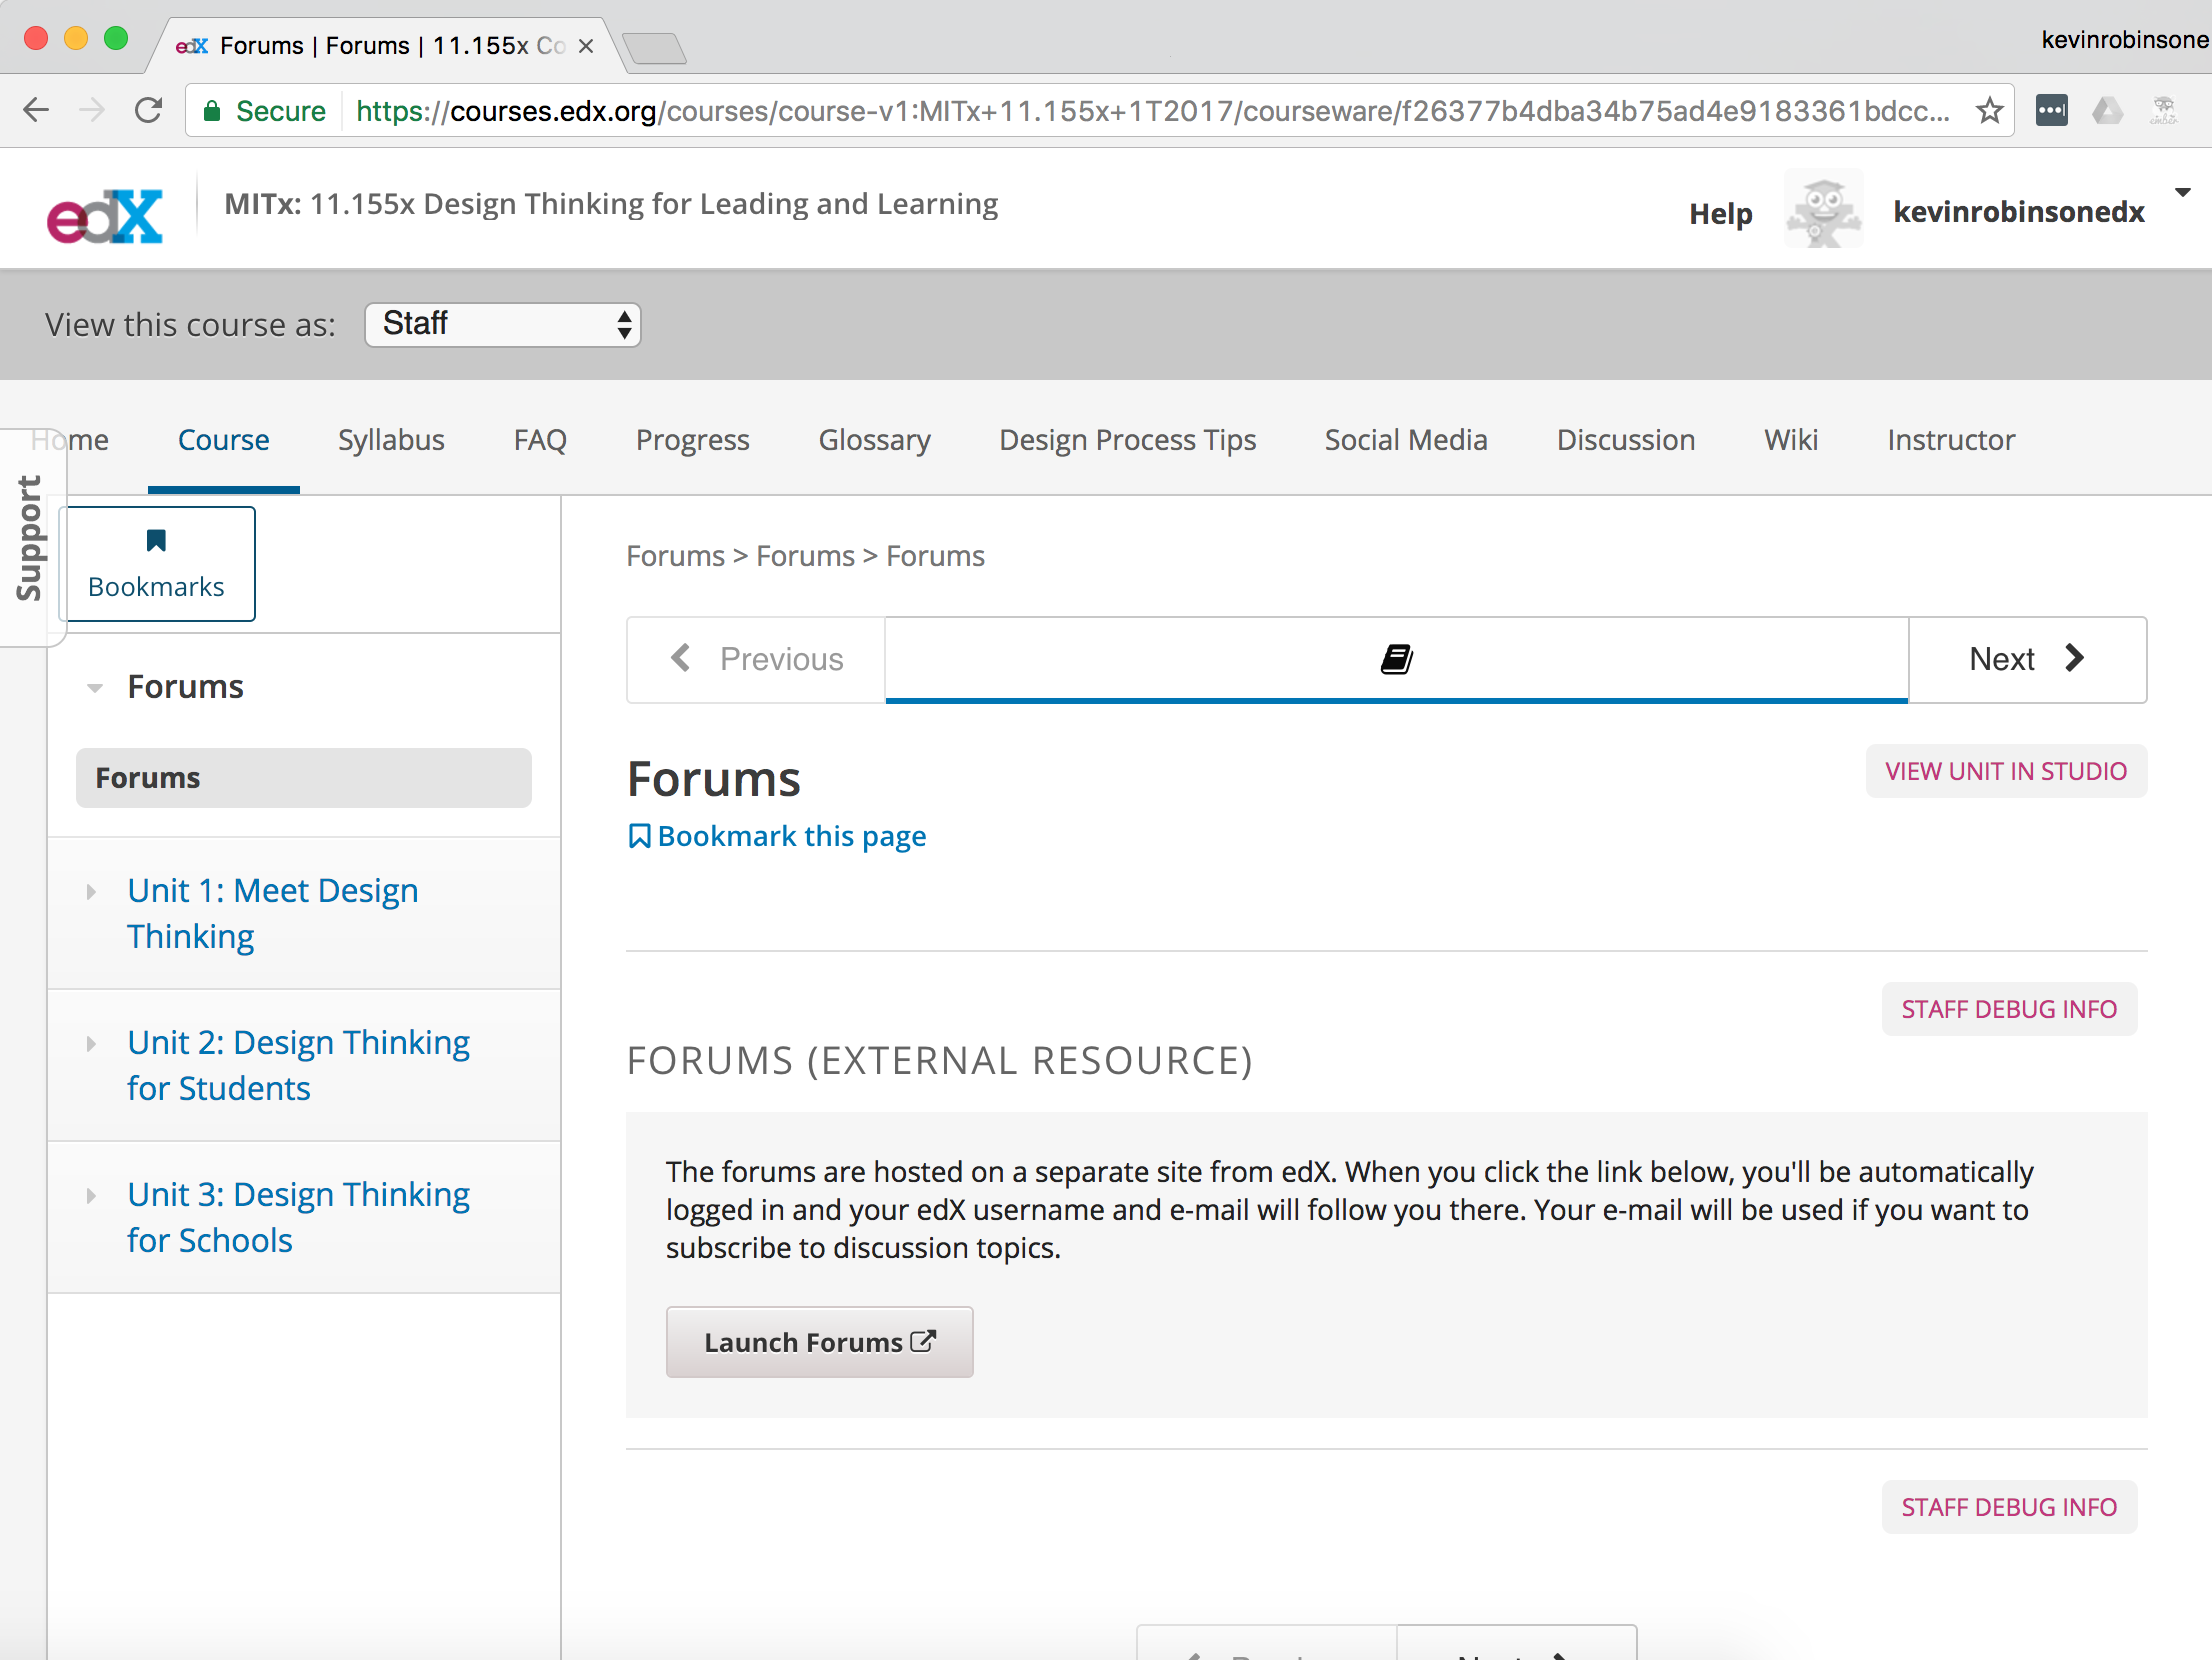 edX Forums | Forums | 11.155x Co
kevinrobinsone
Secure https://courses.edx.org/courses/course-v1:MITx+11.155x+1T2017/courseware/f26377b4dba34b75ad4e9183361bdcc...
edX MITx: 11.155x Design Thinking for Leading and Learning
Help kevinrobinsonedx
View this course as: Staff
Home Course Syllabus FAQ Progress Glossary Design Process Tips Social Media Discussion Wiki Instructor
Support
Bookmarks
Forums
Forums
Unit 1: Meet Design
Thinking
Unit 2: Design Thinking
for Students
Unit 3: Design Thinking
for Schools
Forums > Forums > Forums
Previous Next
Forums
VIEW UNIT IN STUDIO
Bookmark this page
STAFF DEBUG INFO
FORUMS (EXTERNAL RESOURCE)
The forums are hosted on a separate site from edX. When you click the link below, you'll be automatically
logged in and your edX username and e-mail will follow you there. Your e-mail will be used if you want to
subscribe to discussion topics.
Launch Forums
STAFF DEBUG INFO